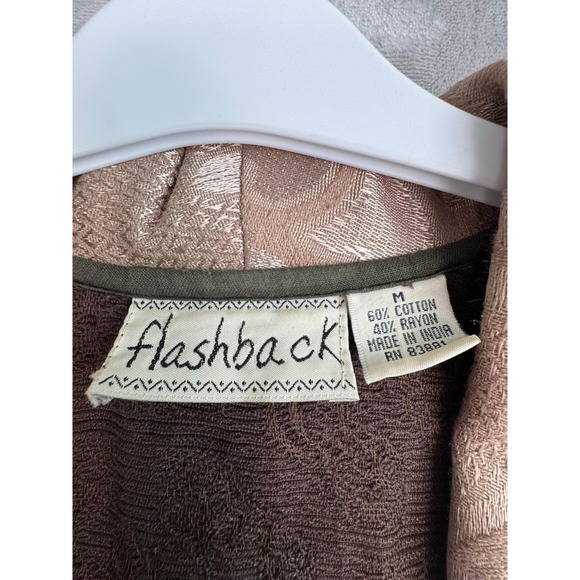 flashback
M
60% COTTON
40% RAYON
MADE IN INDIA
RN 83881